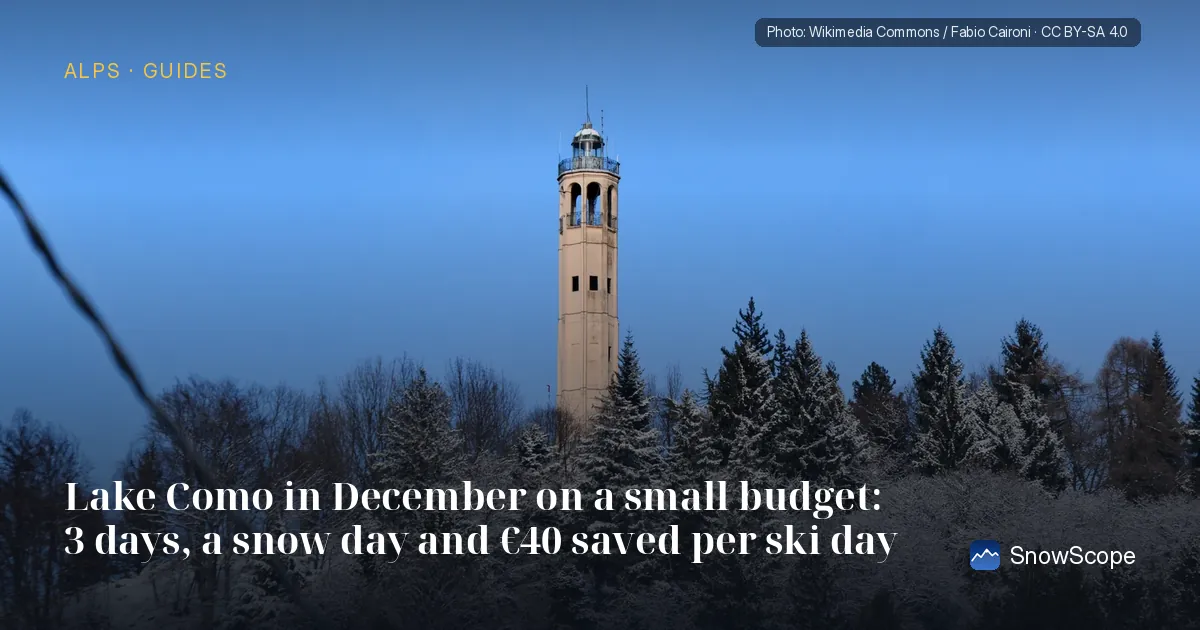 Photo: Wikimedia Commons / Fabio Caironi · CC BY-SA 4.0
ALPS · GUIDES
Lake Como in December on a small budget:
3 days, a snow day and €40 saved per ski day
SnowScope